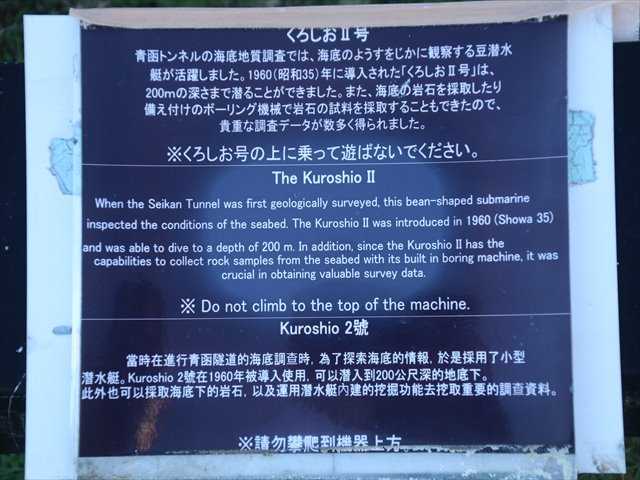 くろしおⅡ号
青函トンネルの海底地質調査では、海底のようすをじかに観察する豆潜水
艇が活躍しました。1960(昭和35)年に導入された「くろしおⅡ号」は、
200mの深さまで潜ることができました。また、海底の岩石を採取したり
備え付けのボーリング機械で岩石の試料を採取することもできたので、
貴重な調査データが数多く得られました。
※くろしお号の上に乗って遊ばないでください。
The Kuroshio Ⅱ
When the Seikan Tunnel was first geologically surveyed, this bean-shaped submarine
inspected the conditions of the seabed. The Kuroshio Ⅱ was introduced in 1960 (Showa 35)
and was able to dive to a depth of 200 m. In addition, since the Kuroshio Ⅱ has the
capabilities to collect rock samples from the seabed with its built in boring machine, it was
crucial in obtaining valuable survey data.
※ Do not climb to the top of the machine.
Kuroshio 2號
當時在進行青函隧道的海底調查時，為了探索海底的情報，於是採用了小型
潛水艇。Kuroshio 2號在1960年被導入使用，可以潛入到200公尺深的地底下。
此外也可以採取海底下的岩石，以及運用潛水艇內建的挖掘功能去挖取重要的調查資料。
※請勿攀爬到機器上方